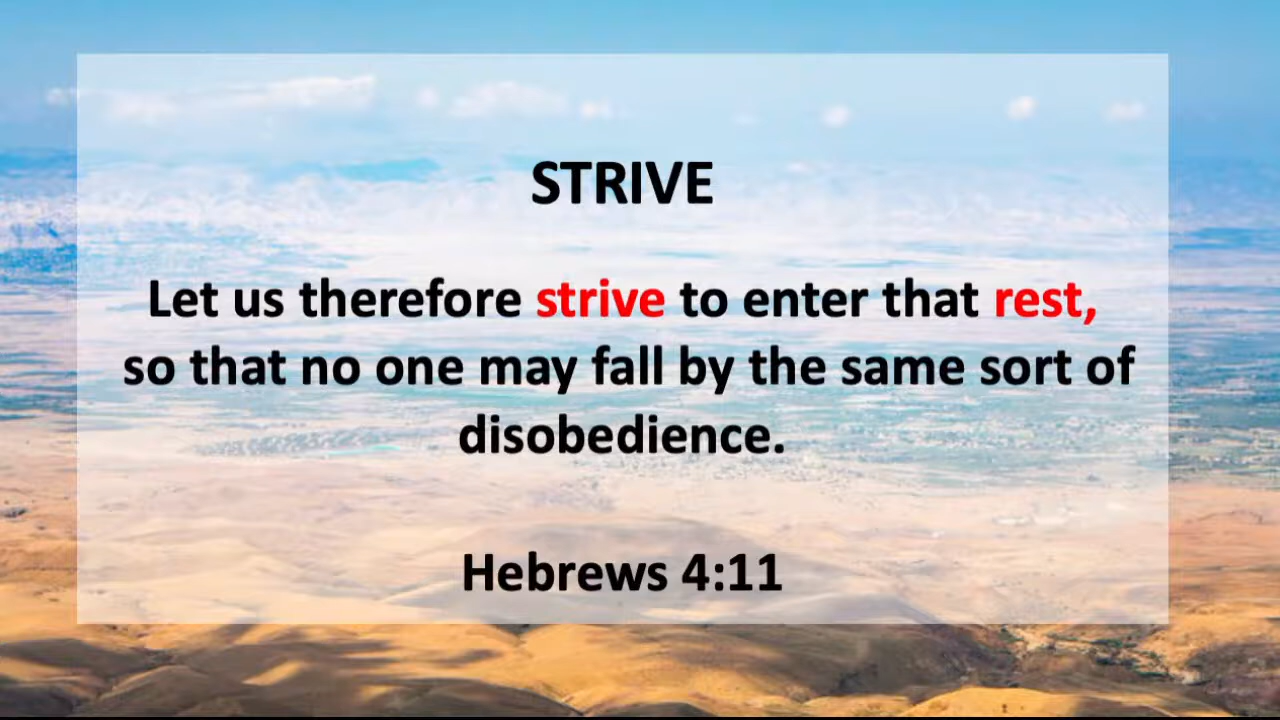 STRIVE
Let us therefore strive to enter that rest,
so that no one may fall by the same sort of
disobedience.
Hebrews 4:11